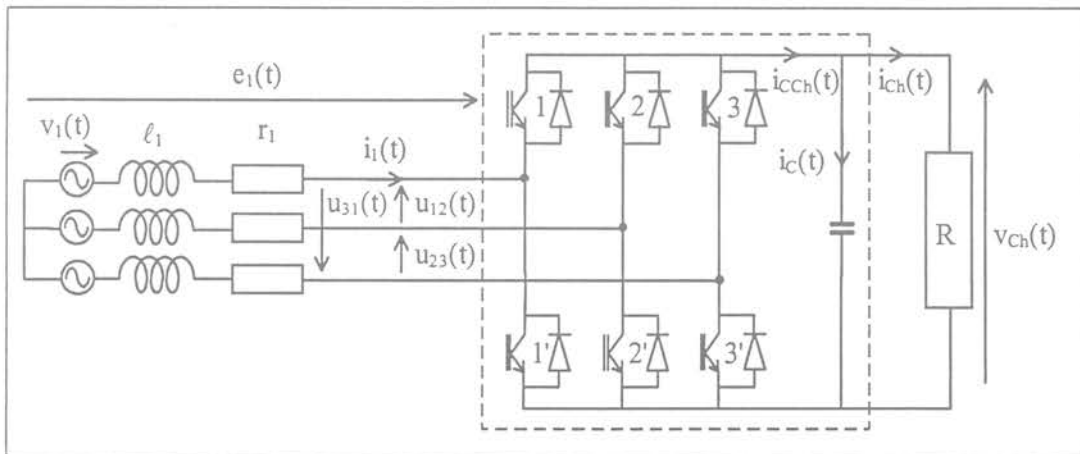 e₁(t)
v₁(t)
ℓ₁
r₁
i₁(t)
u₃₁(t)
u₁₂(t)
u₂₃(t)
1
2
3
1'
2'
3'
i_CCh(t)
i_Ch(t)
i_C(t)
R
v_Ch(t)